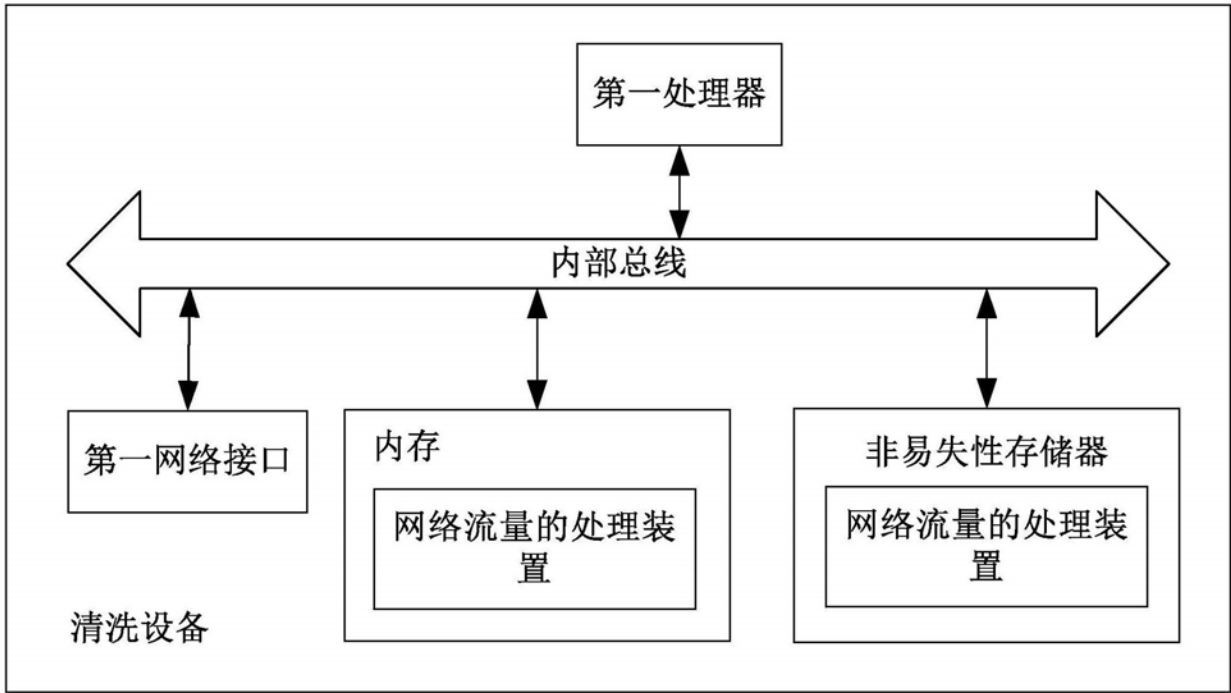 第一处理器
内部总线
第一网络接口
内存
网络流量的处理装
置
非易失性存储器
网络流量的处理装
置
清洗设备